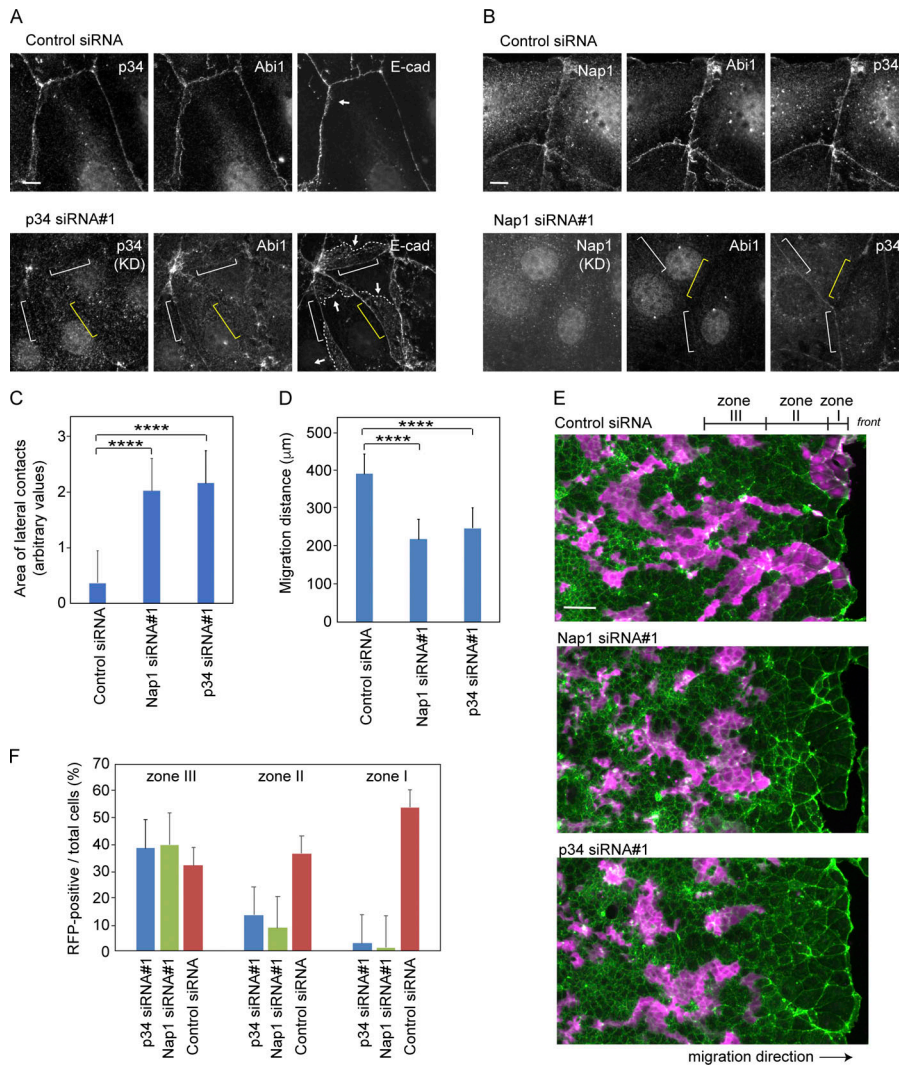 A
Control siRNA
p34
Abi1
E-cad
p34 siRNA#1
p34
(KD)
Abi1
E-cad
B
Control siRNA
Nap1
Abi1
p34
Nap1 siRNA#1
Nap1
(KD)
Abi1
p34
C
Area of lateral contacts
(arbitrary values)
3
2
1
0
****
****
Control siRNA
Nap1 siRNA#1
p34 siRNA#1
D
Migration distance (μm)
500
400
300
200
100
0
****
****
Control siRNA
Nap1 siRNA#1
p34 siRNA#1
E
zone
III
zone
II
zone
I
front
Control siRNA
Nap1 siRNA#1
p34 siRNA#1
migration direction
F
RFP-positive / total cells (%)
70
60
50
40
30
20
10
0
zone III
zone II
zone I
p34 siRNA#1
Nap1 siRNA#1
Control siRNA
p34 siRNA#1
Nap1 siRNA#1
Control siRNA
p34 siRNA#1
Nap1 siRNA#1
Control siRNA